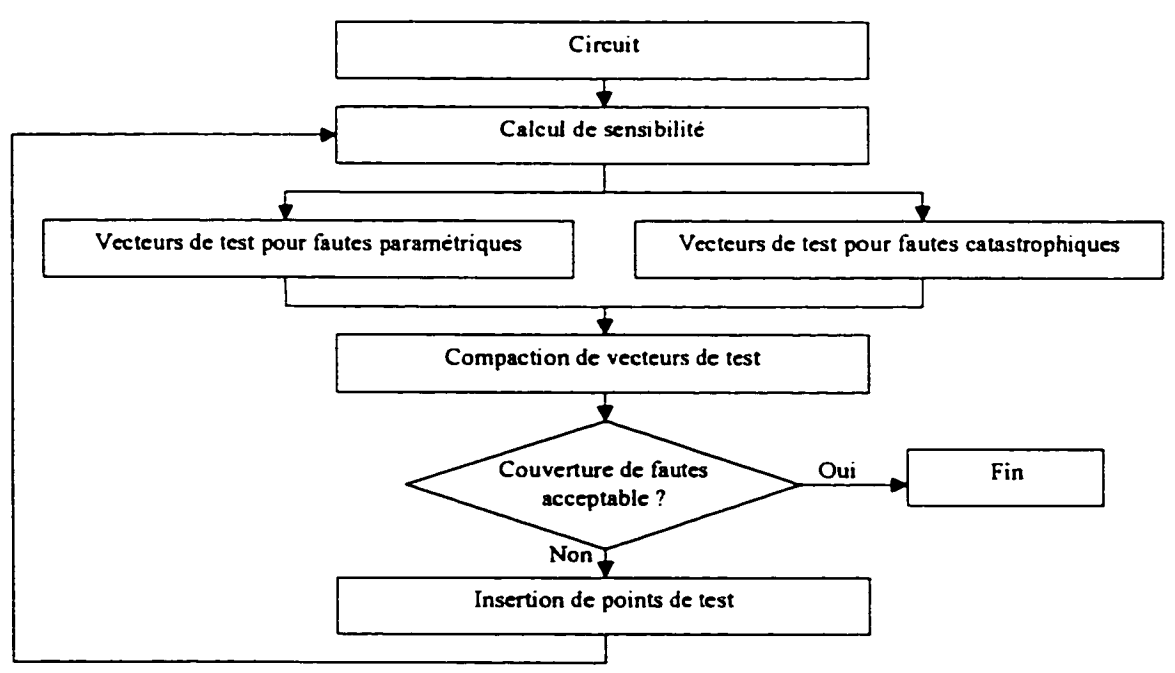 Circuit
Calcul de sensibilité
Vecteurs de test pour fautes paramétriques
Vecteurs de test pour fautes catastrophiques
Compaction de vecteurs de test
Couverture de fautes
acceptable ?
Oui
Fin
Non
Insertion de points de test